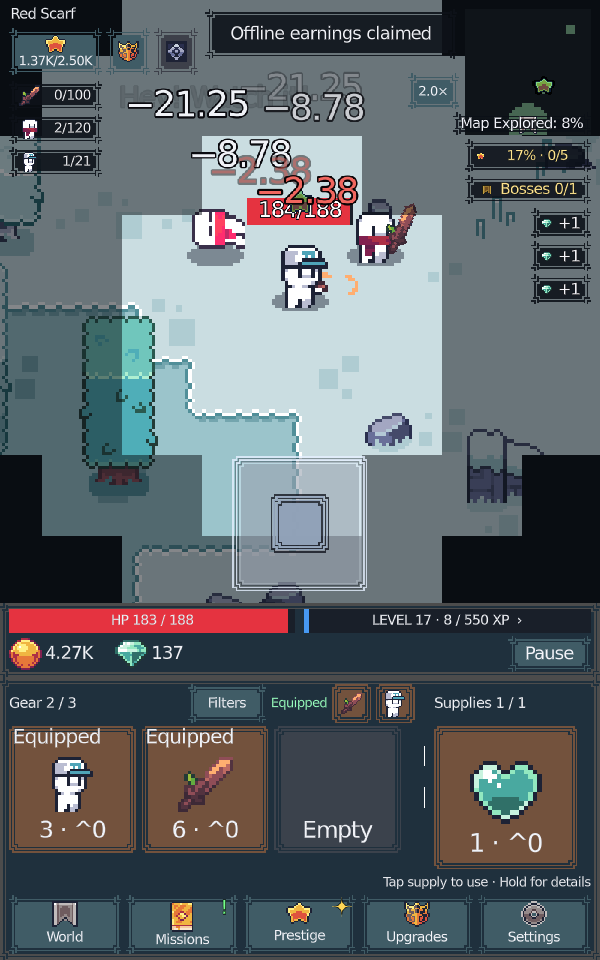 Red Scarf
1.37K/2.50K
Offline earnings claimed
2.0×
0/100
2/120
1/21
−21.25
−21.25
−8.78
−8.78
−2.38
−2.38
184/188
Map Explored: 8%
17% · 0/5
Bosses 0/1
+1
+1
+1
HP 183 / 188
LEVEL 17 · 8 / 550 XP ›
4.27K
137
Pause
Gear 2 / 3
Filters
Equipped
Supplies 1 / 1
Equipped
3 · ^0
Equipped
6 · ^0
Empty
1 · ^0
Tap supply to use · Hold for details
World
Missions
!
Prestige
Upgrades
Settings